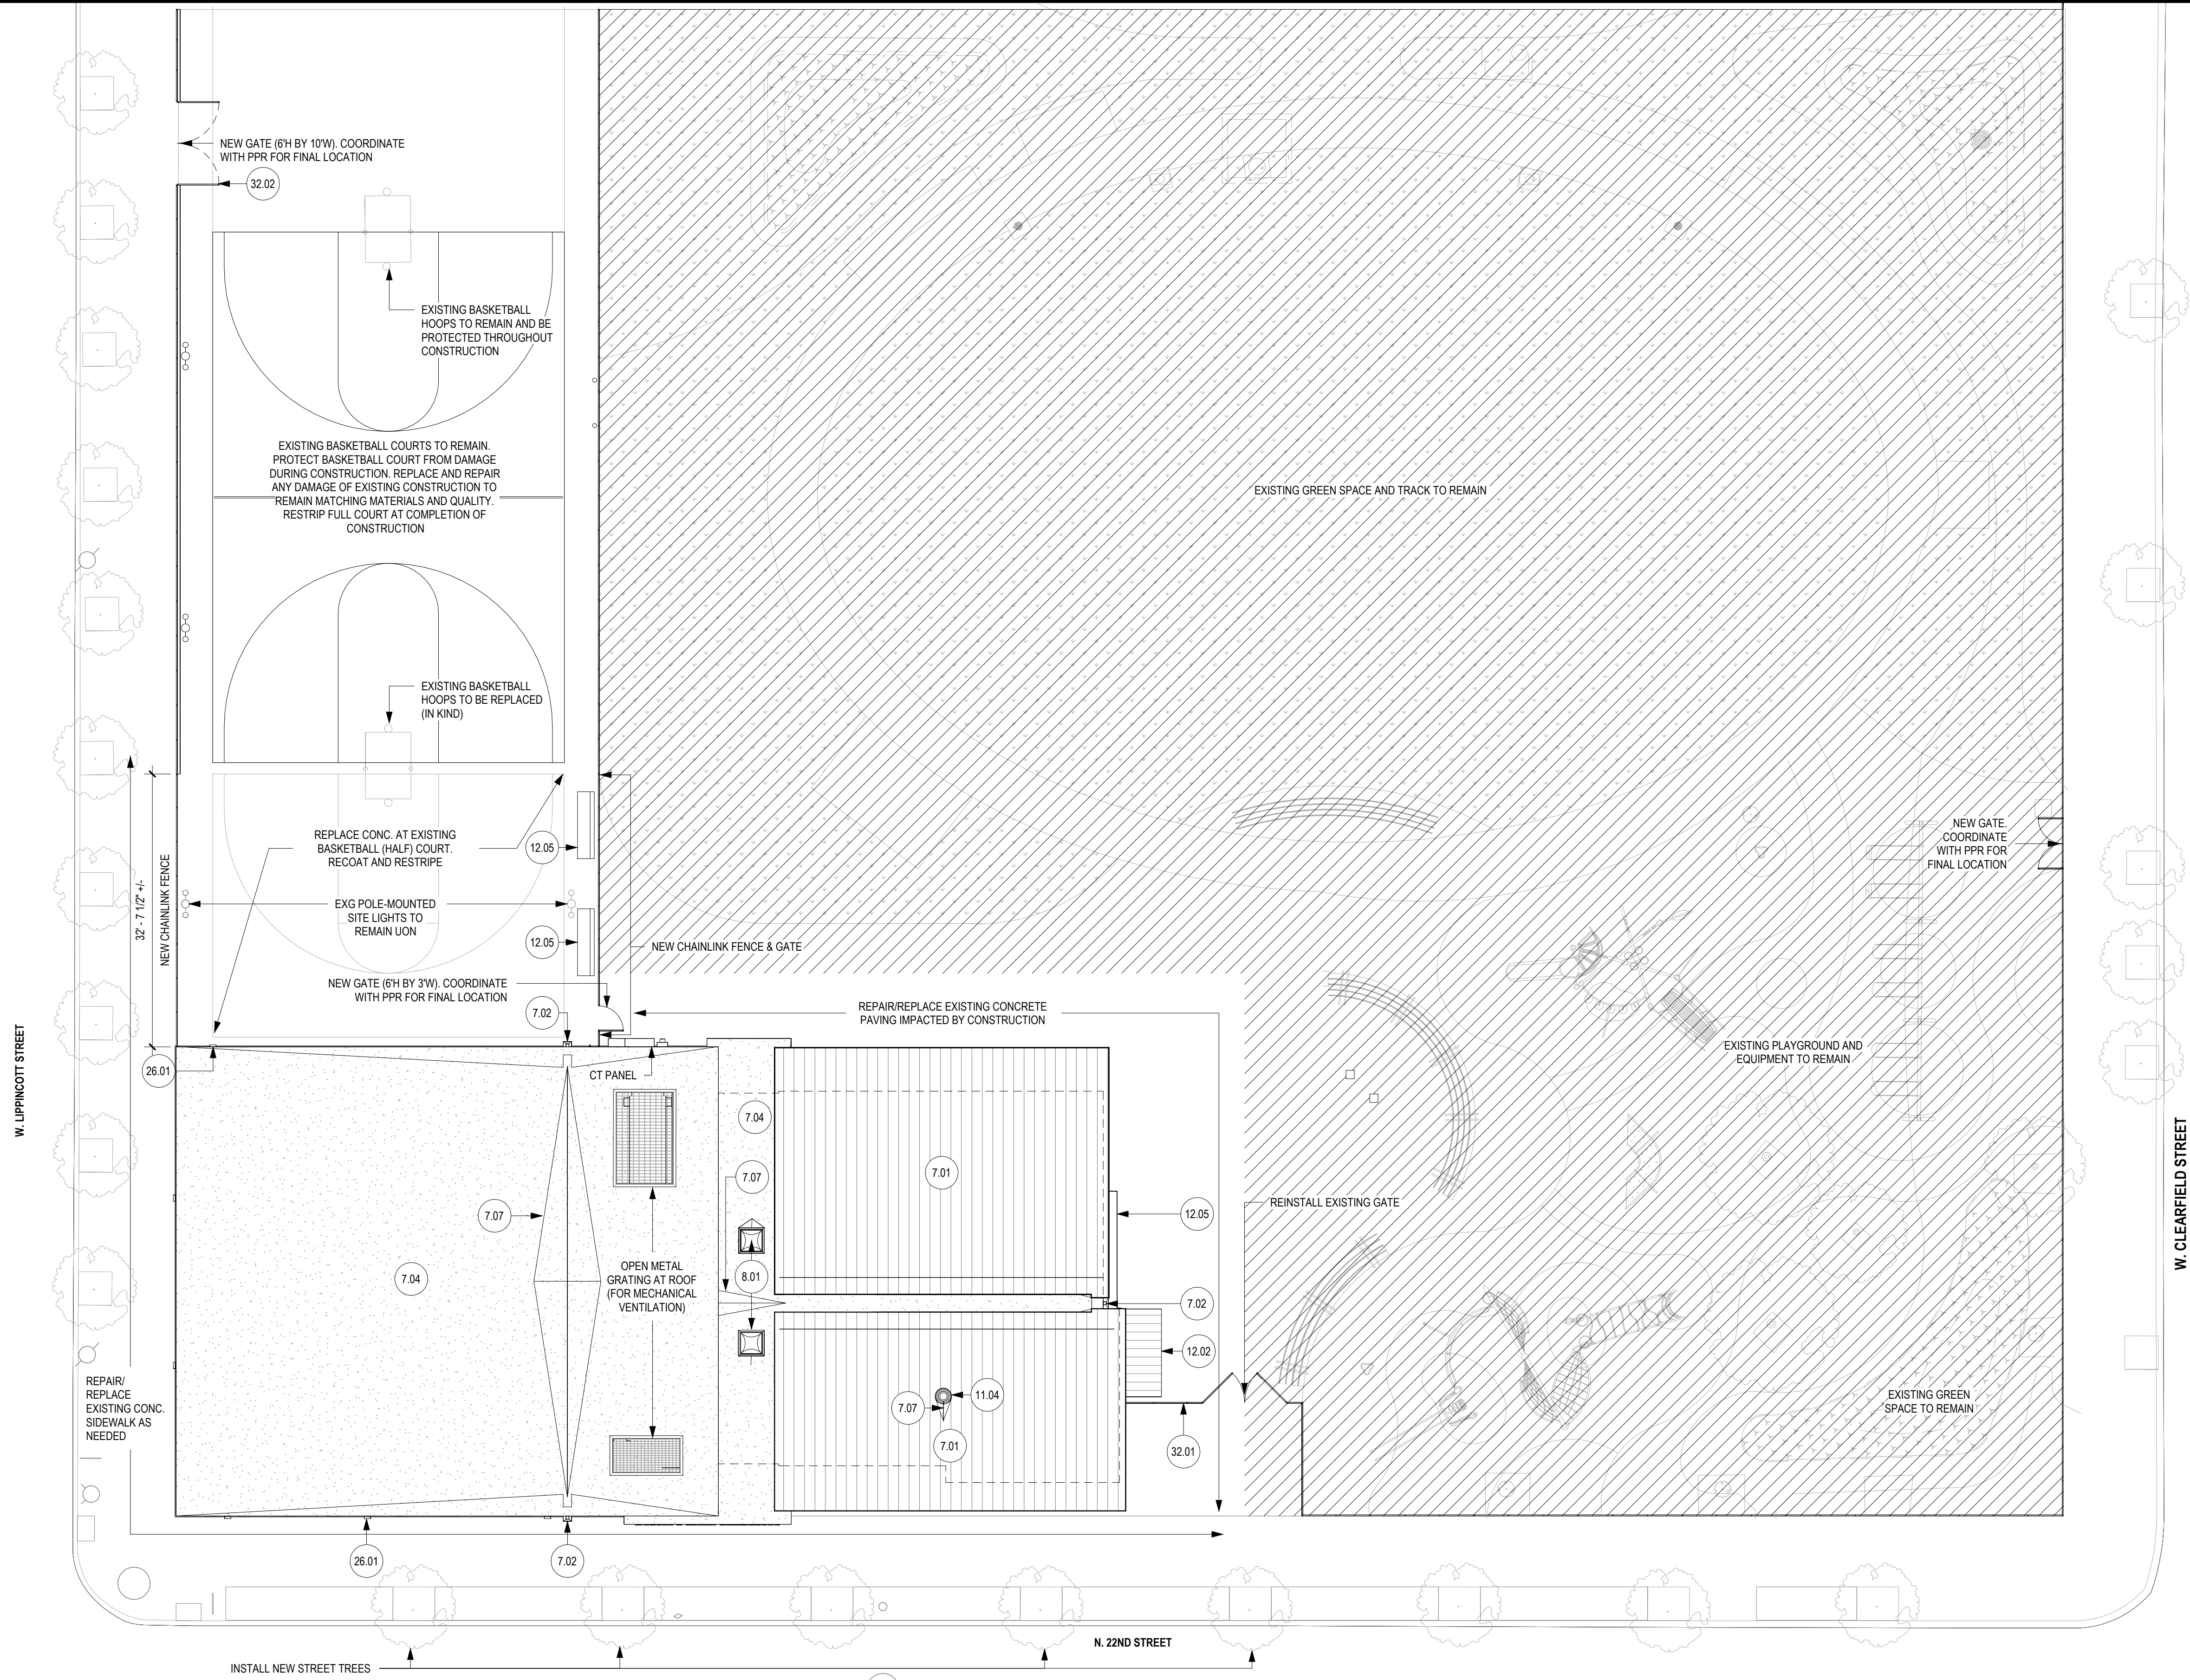 NEW GATE (6'H BY 10'W). COORDINATE
WITH PPR FOR FINAL LOCATION
32.02
EXISTING BASKETBALL
HOOPS TO REMAIN AND BE
PROTECTED THROUGHOUT
CONSTRUCTION
EXISTING BASKETBALL COURTS TO REMAIN.
PROTECT BASKETBALL COURT FROM DAMAGE
DURING CONSTRUCTION. REPLACE AND REPAIR
ANY DAMAGE OF EXISTING CONSTRUCTION TO
REMAIN MATCHING MATERIALS AND QUALITY.
RESTRIP FULL COURT AT COMPLETION OF
CONSTRUCTION
EXISTING GREEN SPACE AND TRACK TO REMAIN
EXISTING BASKETBALL
HOOPS TO BE REPLACED
(IN KIND)
32' - 7 1/2" +/-
NEW CHAINLINK FENCE
REPLACE CONC. AT EXISTING
BASKETBALL (HALF) COURT.
RECOAT AND RESTRIPE
12.05
EXG POLE-MOUNTED
SITE LIGHTS TO
REMAIN UON
12.05
NEW CHAINLINK FENCE & GATE
NEW GATE.
COORDINATE
WITH PPR FOR
FINAL LOCATION
NEW GATE (6'H BY 3'W). COORDINATE
WITH PPR FOR FINAL LOCATION
7.02
REPAIR/REPLACE EXISTING CONCRETE
PAVING IMPACTED BY CONSTRUCTION
W. LIPPINCOTT STREET
26.01
CT PANEL
EXISTING PLAYGROUND AND
EQUIPMENT TO REMAIN
7.04
7.01
7.07
7.07
12.05
REINSTALL EXISTING GATE
W. CLEARFIELD STREET
7.04
OPEN METAL
GRATING AT ROOF
(FOR MECHANICAL
VENTILATION)
8.01
7.02
12.02
REPAIR/
REPLACE
EXISTING CONC.
SIDEWALK AS
NEEDED
7.07
11.04
7.01
32.01
EXISTING GREEN
SPACE TO REMAIN
26.01
7.02
N. 22ND STREET
INSTALL NEW STREET TREES